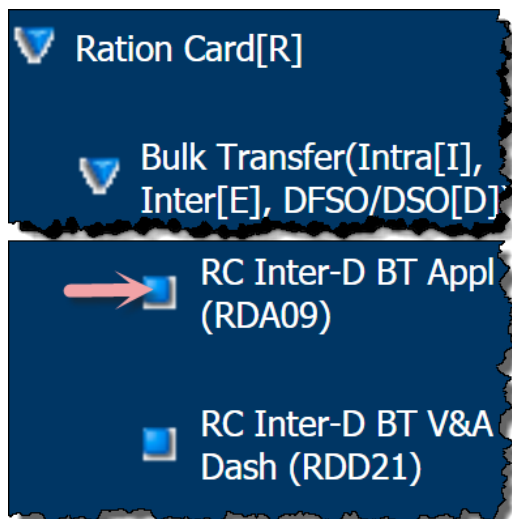 Ration Card[R]
Bulk Transfer(Intra[I],
Inter[E], DFSO/DSO[D]
RC Inter-D BT Appl
(RDA09)
RC Inter-D BT V&A
Dash (RDD21)